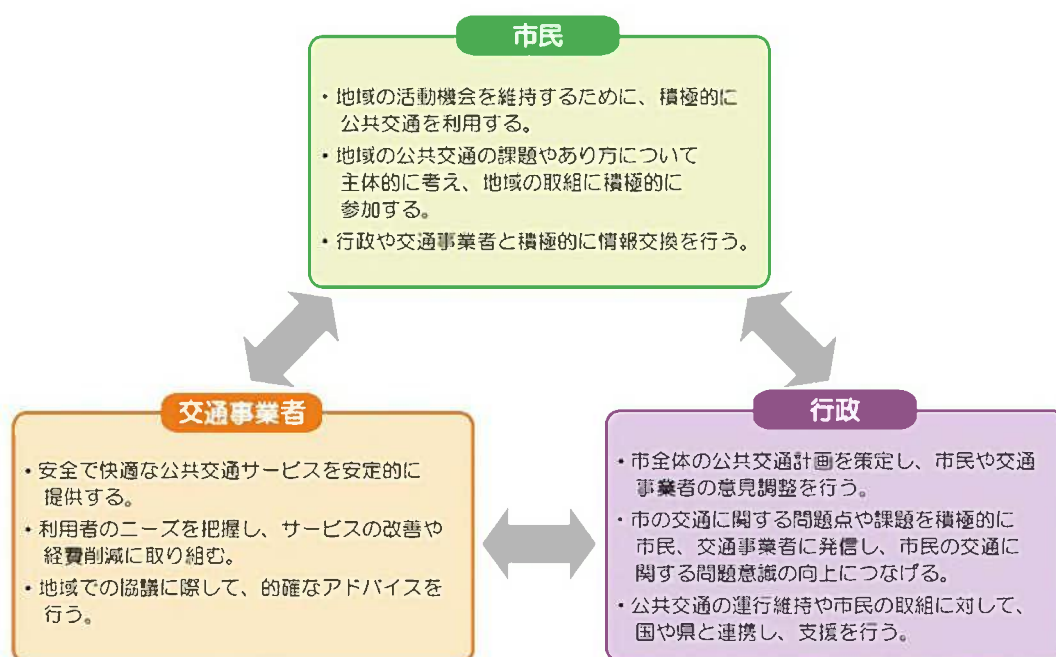 市民
・地域の活動機会を維持するために、積極的に
公共交通を利用する。
・地域の公共交通の課題やあり方について
主体的に考え、地域の取組に積極的に
参加する。
・行政や交通事業者と積極的に情報交換を行う。
交通事業者
・安全で快適な公共交通サービスを安定的に
提供する。
・利用者のニーズを把握し、サービスの改善や
経費削減に取り組む。
・地域での協議に際して、的確なアドバイスを
行う。
行政
・市全体の公共交通計画を策定し、市民や交通
事業者の意見調整を行う。
・市の交通に関する問題点や課題を積極的に
市民、交通事業者に発信し、市民の交通に
関する問題意識の向上につなげる。
・公共交通の運行維持や市民の取組に対して、
国や県と連携し、支援を行う。